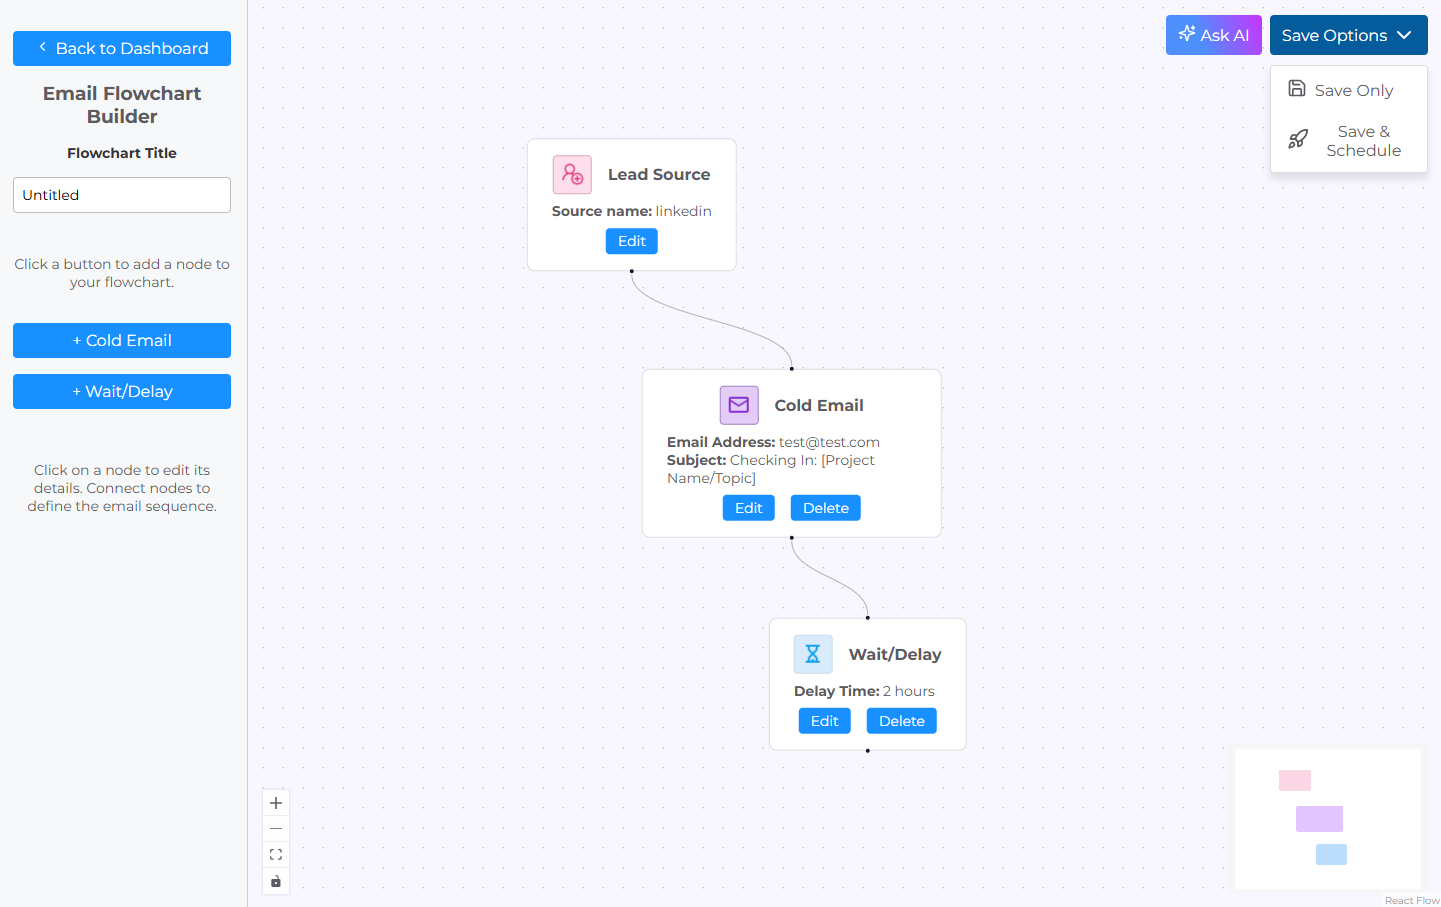 Back to Dashboard
Email Flowchart
Builder
Flowchart Title
Untitled
Click a button to add a node to
your flowchart.
+ Cold Email
+ Wait/Delay
Click on a node to edit its
details. Connect nodes to
define the email sequence.
Ask AI
Save Options
Save Only
Save &
Schedule
Lead Source
Source name: linkedin
Edit
Cold Email
Email Address: test@test.com
Subject: Checking In: [Project
Name/Topic]
Edit
Delete
Wait/Delay
Delay Time: 2 hours
Edit
Delete
React Flow